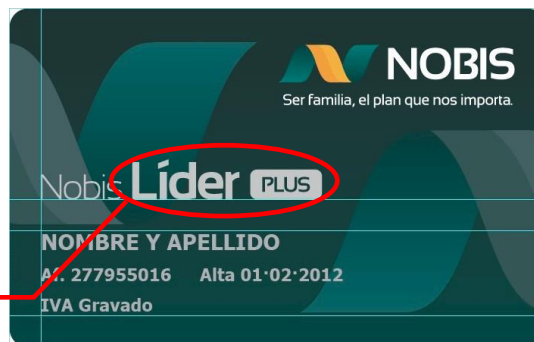 NOBIS
Ser familia, el plan que nos importa.
Nobis Líder PLUS
NOMBRE Y APELLIDO
Af. 277955016 Alta 01·02·2012
IVA Gravado